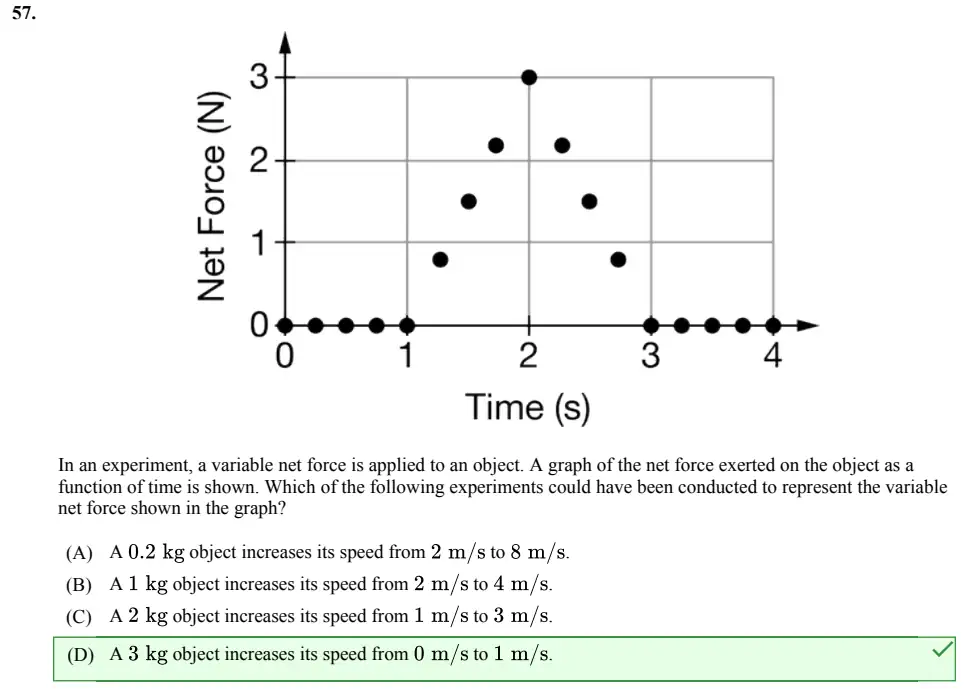 57.
3
2
1
0
Net Force (N)
0 1 2 3 4
Time (s)
In an experiment, a variable net force is applied to an object. A graph of the net force exerted on the object as a
function of time is shown. Which of the following experiments could have been conducted to represent the variable
net force shown in the graph?
(A) A 0.2 kg object increases its speed from 2 m/s to 8 m/s.
(B) A 1 kg object increases its speed from 2 m/s to 4 m/s.
(C) A 2 kg object increases its speed from 1 m/s to 3 m/s.
(D) A 3 kg object increases its speed from 0 m/s to 1 m/s.